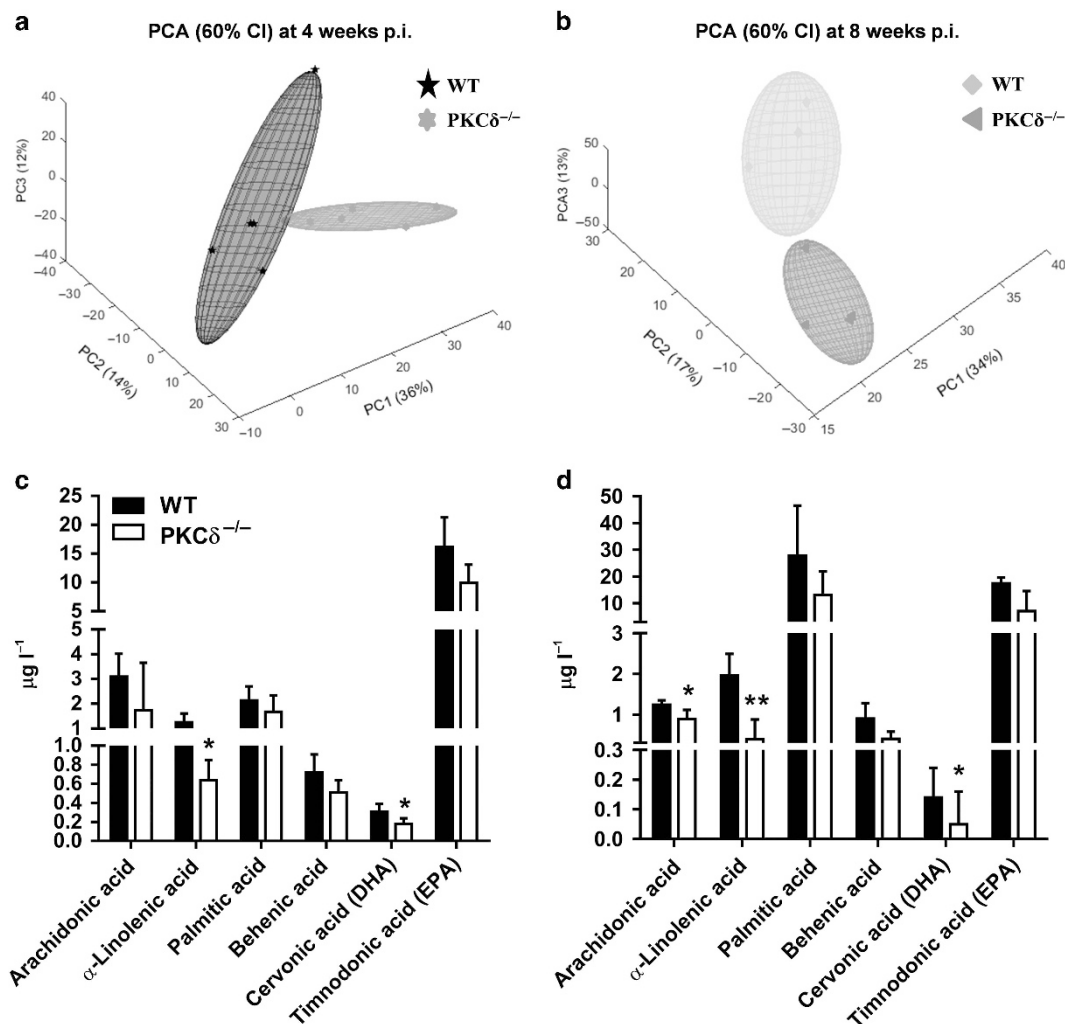 a
PCA (60% CI) at 4 weeks p.i.
WT
PKCδ−/−
40
20
0
−20
−40
PC3 (12%)
−40
−30
−20
−10
0
10
20
30
PC2 (14%)
−10
0
10
20
30
40
PC1 (36%)
b
PCA (60% CI) at 8 weeks p.i.
WT
PKCδ−/−
50
0
−50
PCA3 (13%)
30
20
10
0
−10
−20
−30
PC2 (17%)
15
20
25
30
35
40
PC1 (34%)
c
WT
PKCδ−/−
25
20
15
10
5
5
4
3
2
1
1.0
0.8
0.6
0.4
0.2
0.0
µg l−1
*
*
Arachidonic acid
α-Linolenic acid
Palmitic acid
Behenic acid
Cervonic acid (DHA)
Timnodonic acid (EPA)
d
50
40
30
20
10
3
2
1
0.3
0.2
0.1
0.0
µg l−1
*
**
*
Arachidonic acid
α-Linolenic acid
Palmitic acid
Behenic acid
Cervonic acid (DHA)
Timnodonic acid (EPA)